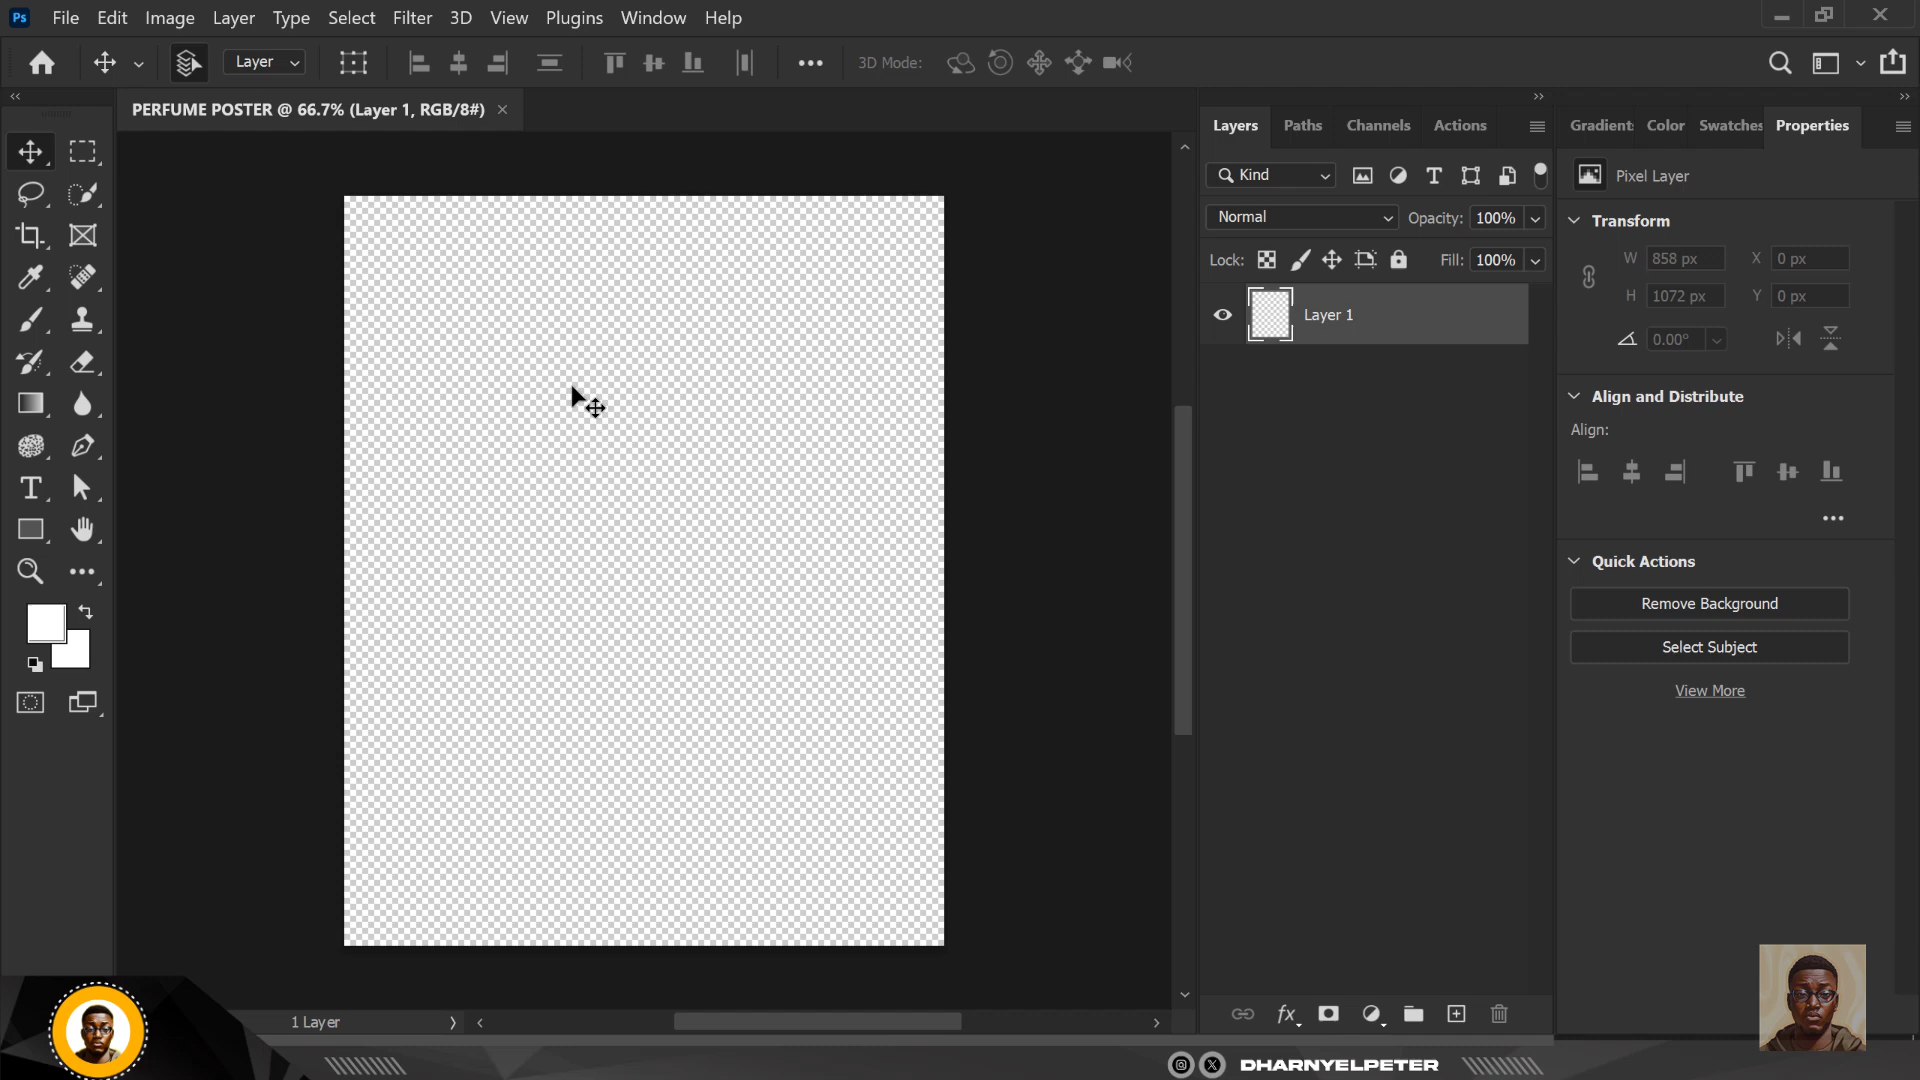 Ps File Edit Image Layer Type Select Filter 3D View Plugins Window Help
Layer 3D Mode:
PERFUME POSTER @ 66.7% (Layer 1, RGB/8#)
Layers Paths Channels Actions
Gradient Color Swatches Properties
Kind
Pixel Layer
Normal Opacity: 100%
Transform
Lock: Fill: 100%
W 858 px X 0 px
H 1072 px Y 0 px
Layer 1
0.00°
Align and Distribute
Align:
Quick Actions
Remove Background
Select Subject
View More
T
1 Layer
fx
DHARNYELPETER